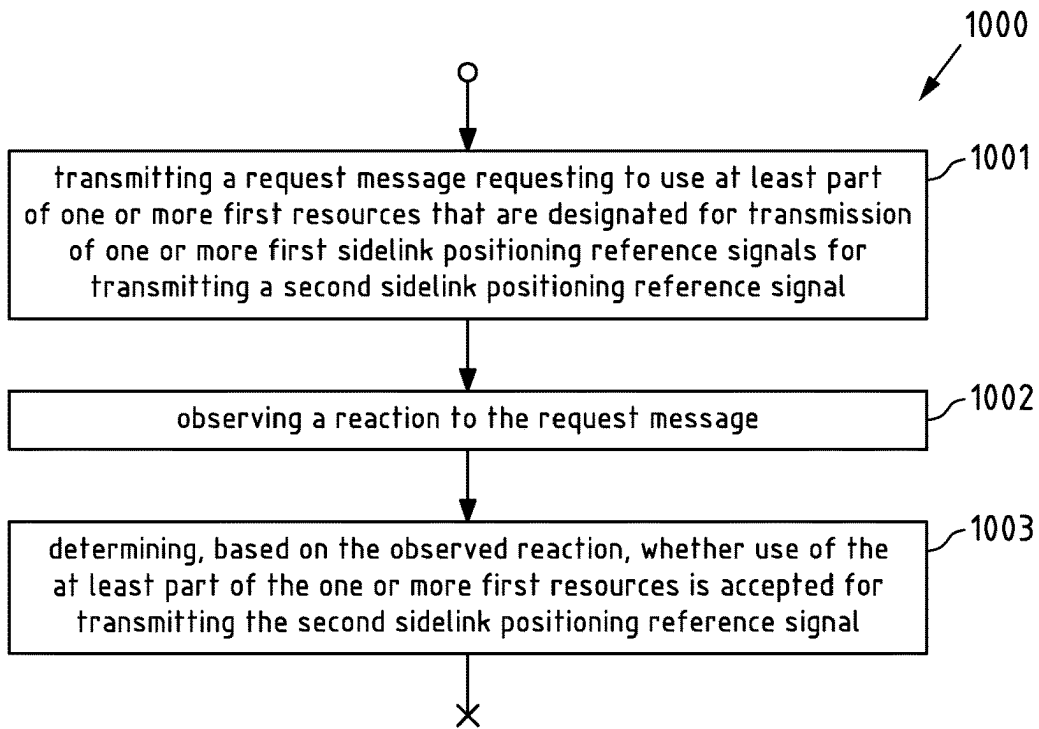 1000
1001
transmitting a request message requesting to use at least part
of one or more first resources that are designated for transmission
of one or more first sidelink positioning reference signals for
transmitting a second sidelink positioning reference signal
1002
observing a reaction to the request message
1003
determining, based on the observed reaction, whether use of the
at least part of the one or more first resources is accepted for
transmitting the second sidelink positioning reference signal